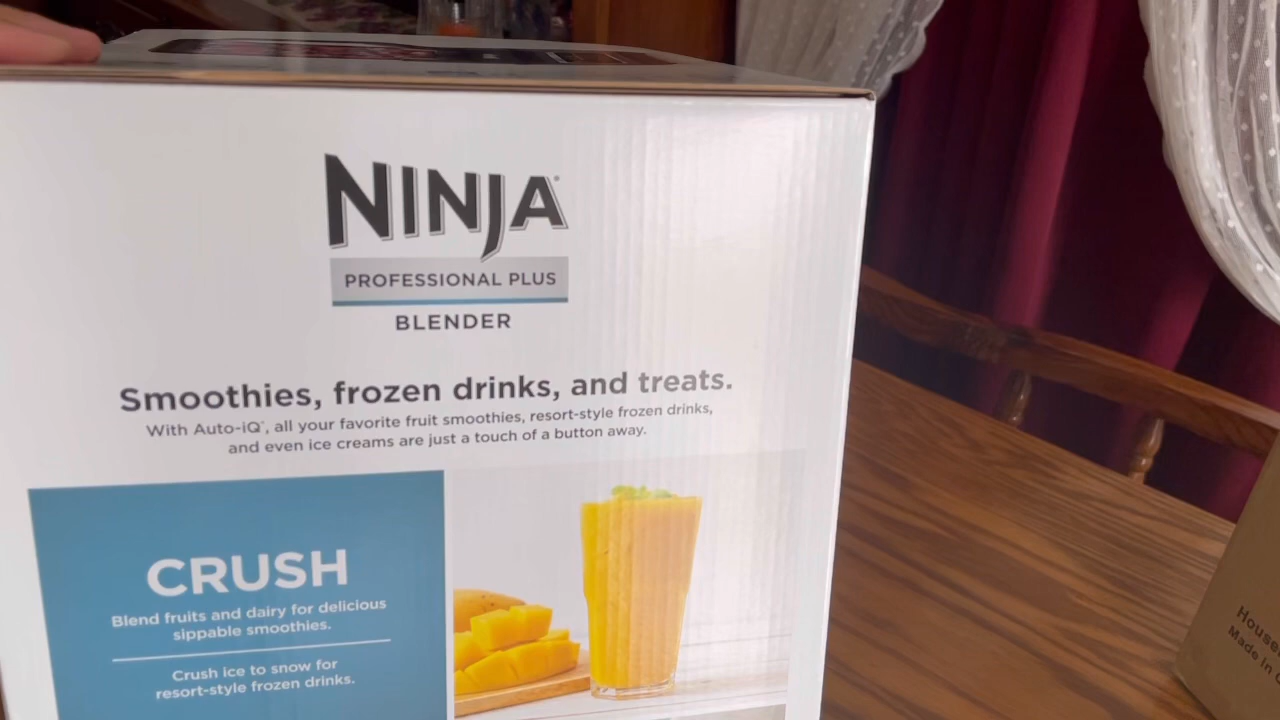 NINJA
PROFESSIONAL PLUS
BLENDER
Smoothies, frozen drinks, and treats.
With Auto-iQ®, all your favorite fruit smoothies, resort-style frozen drinks,
and even ice creams are just a touch of a button away.
CRUSH
Blend fruits and dairy for delicious
sippable smoothies.
Crush ice to snow for
resort-style frozen drinks.
Made in